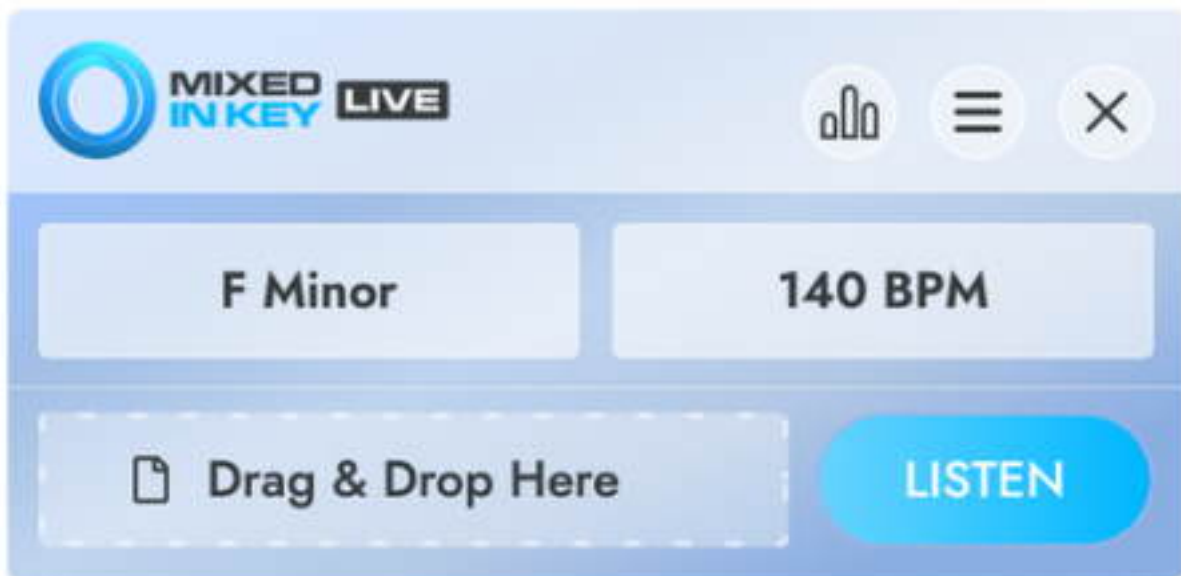 MIXED
IN KEY LIVE
F Minor
140 BPM
Drag & Drop Here
LISTEN